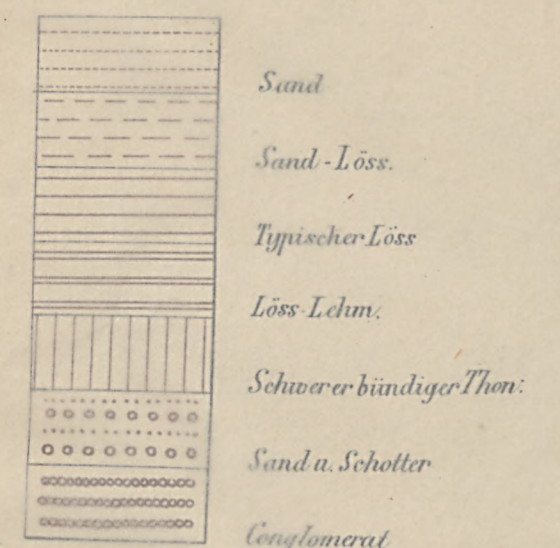 Sand
Sand-Löss.
Typischer Löss
Löss-Lehm.
Schwerer bündiger Thon:
Sand u. Schotter
Conglomerat